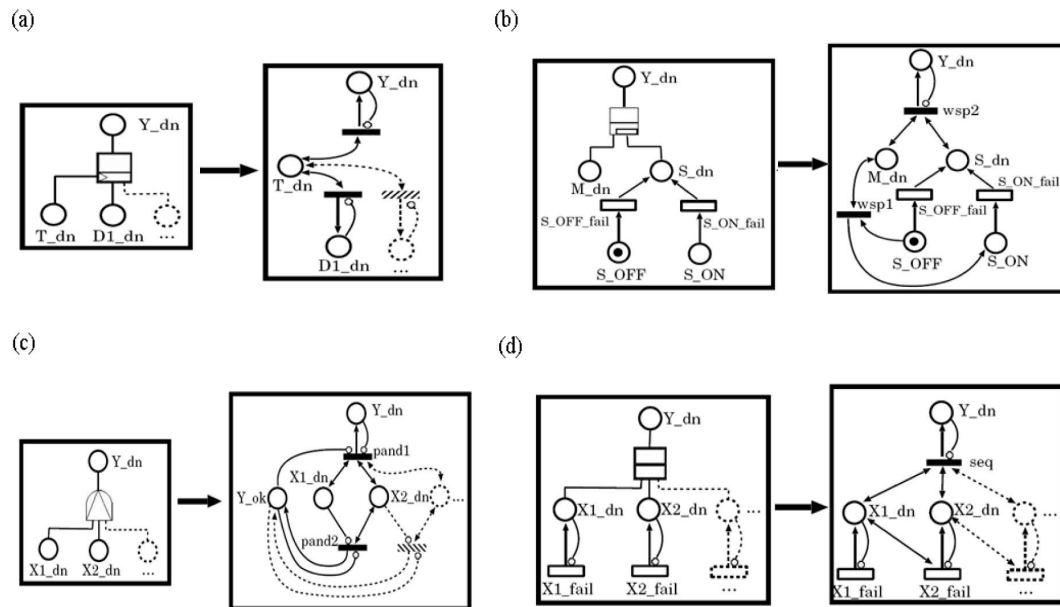 (a)
Y_dn
T_dn
D1_dn
...
Y_dn
T_dn
D1_dn
...
(b)
Y_dn
M_dn
S_dn
S_OFF_fail
S_ON_fail
S_OFF
S_ON
Y_dn
wsp2
M_dn
S_dn
S_ON_fail
wsp1
S_OFF_fail
S_OFF
S_ON
(c)
Y_dn
X1_dn
X2_dn
...
Y_dn
pand1
X1_dn
Y_ok
X2_dn
...
pand2
(d)
Y_dn
X1_dn
X2_dn
...
X1_fail
X2_fail
...
Y_dn
seq
X1_dn
X2_dn
...
X1_fail
X2_fail
...